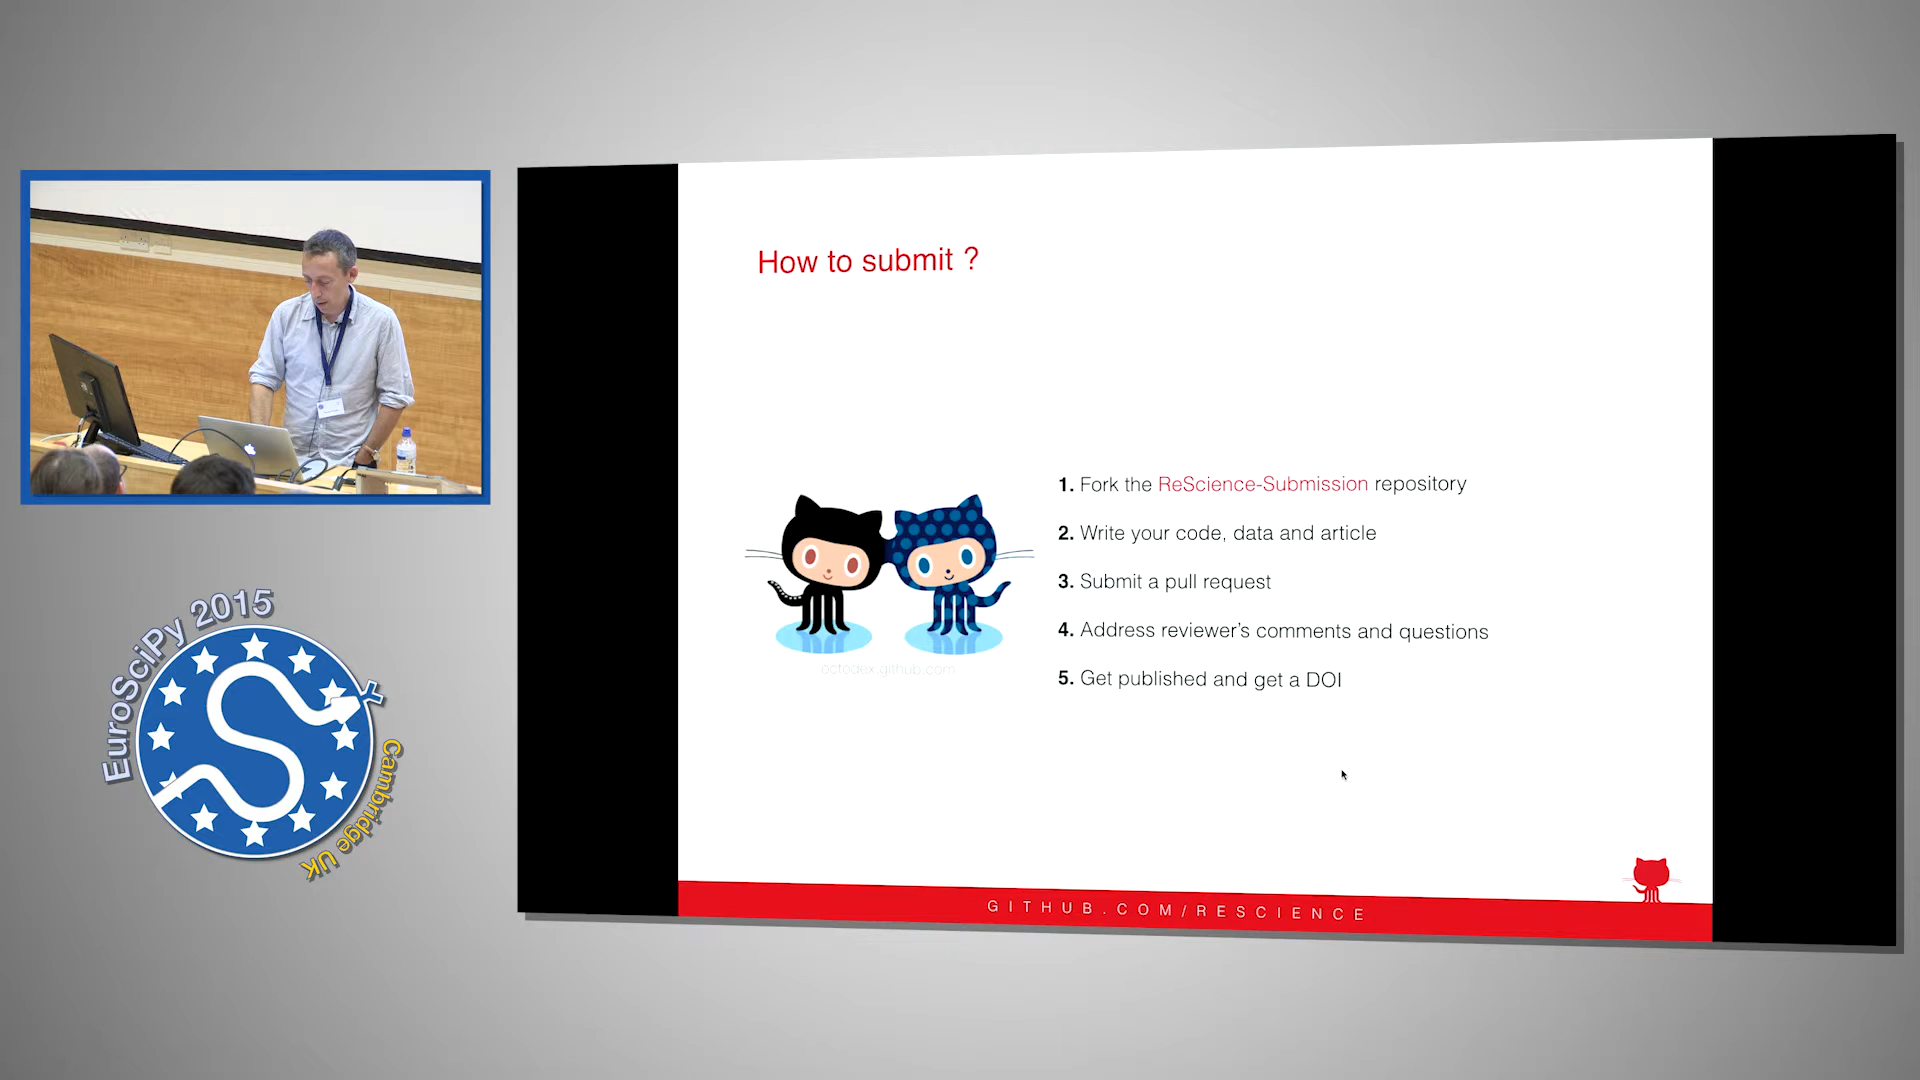 How to submit ?
1. Fork the ReScience-Submission repository
2. Write your code, data and article
3. Submit a pull request
4. Address reviewer's comments and questions
5. Get published and get a DOI
octodex.github.com
GITHUB.COM/RESCIENCE
EuroSciPy 2015
Cambridge UK